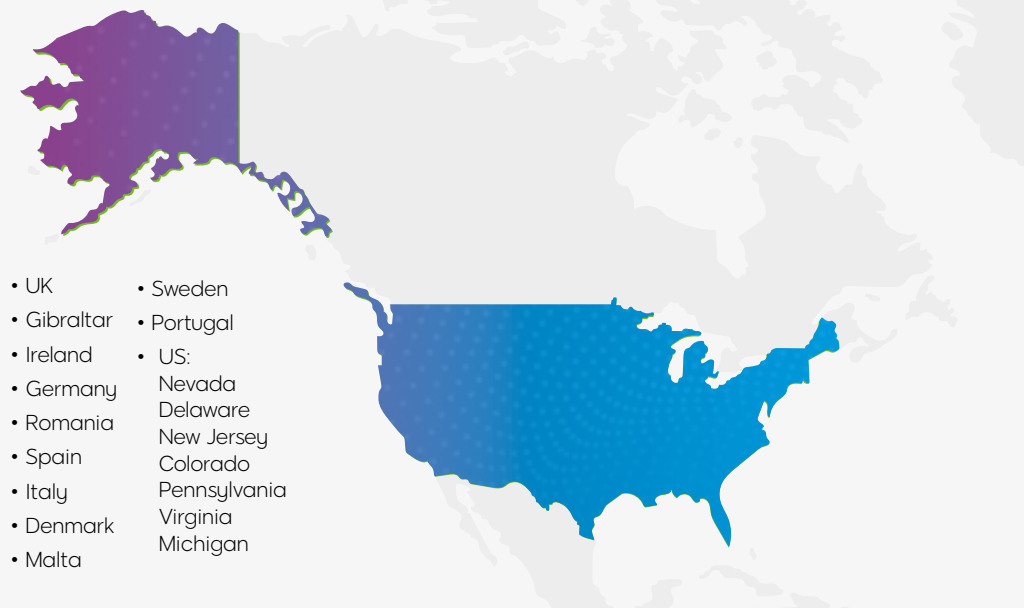 • UK
• Gibraltar
• Ireland
• Germany
• Romania
• Spain
• Italy
• Denmark
• Malta
• Sweden
• Portugal
• US:
Nevada
Delaware
New Jersey
Colorado
Pennsylvania
Virginia
Michigan